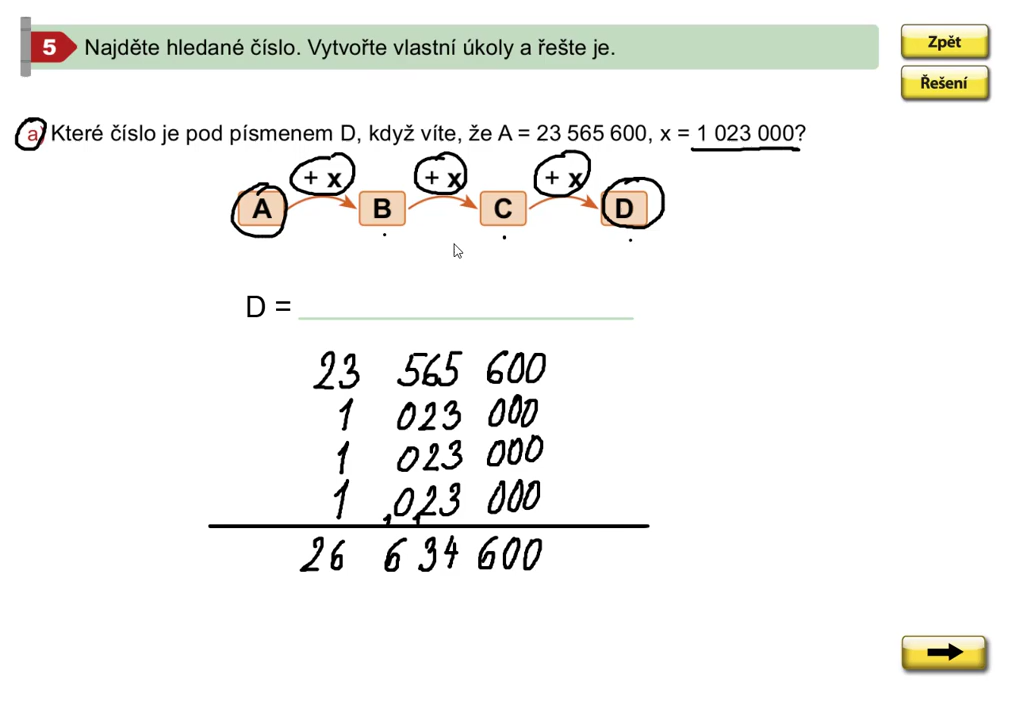 5 Najděte hledané číslo. Vytvořte vlastní úkoly a řešte je.
Zpět
Řešení
a Které číslo je pod písmenem D, když víte, že A = 23 565 600, x = 1 023 000?
+ x + x + x
A B C D
D =
23 565 600
1 023 000
1 023 000
1 023 000
1 1
26 634 600